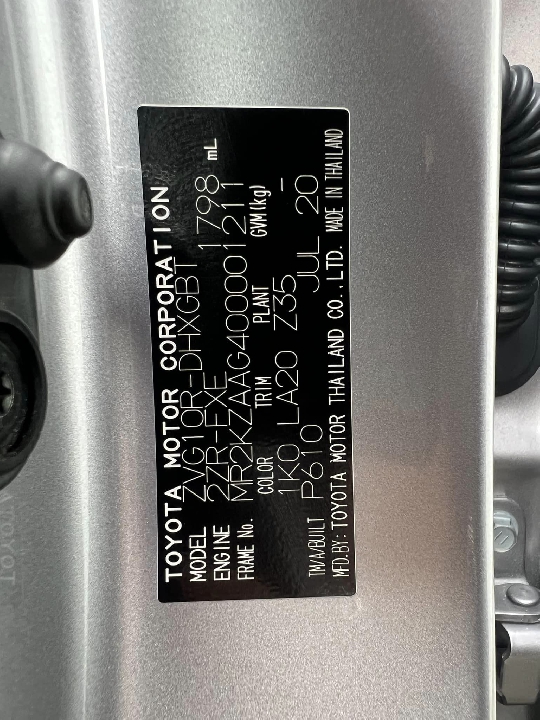 TOYOTA MOTOR CORPORATION
MODEL ZVG10R-DHXGBT
ENGINE 2ZR-FXE 1798 mL
FRAME No. MR2KZAAG400001211
COLOR TRIM PLANT GVM(kg)
1K0 LA20 Z35 -
TM/A/BUILT P610 JUL 20
MFD.BY: TOYOTA MOTOR THAILAND CO.,LTD. MADE IN THAILAND